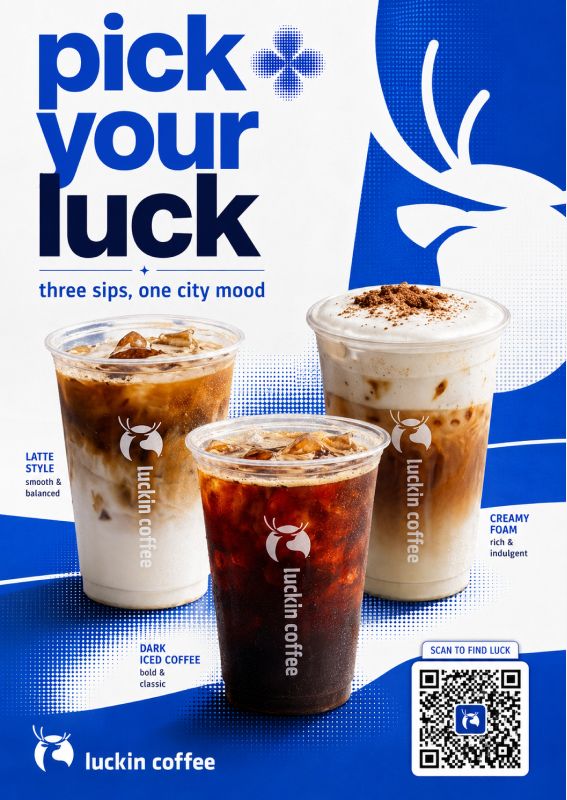 pick
your
luck
three sips, one city mood
LATTE
STYLE
smooth &
balanced
luckin coffee
luckin coffee
luckin coffee
CREAMY
FOAM
rich &
indulgent
DARK
ICED COFFEE
bold &
classic
SCAN TO FIND LUCK
luckin coffee